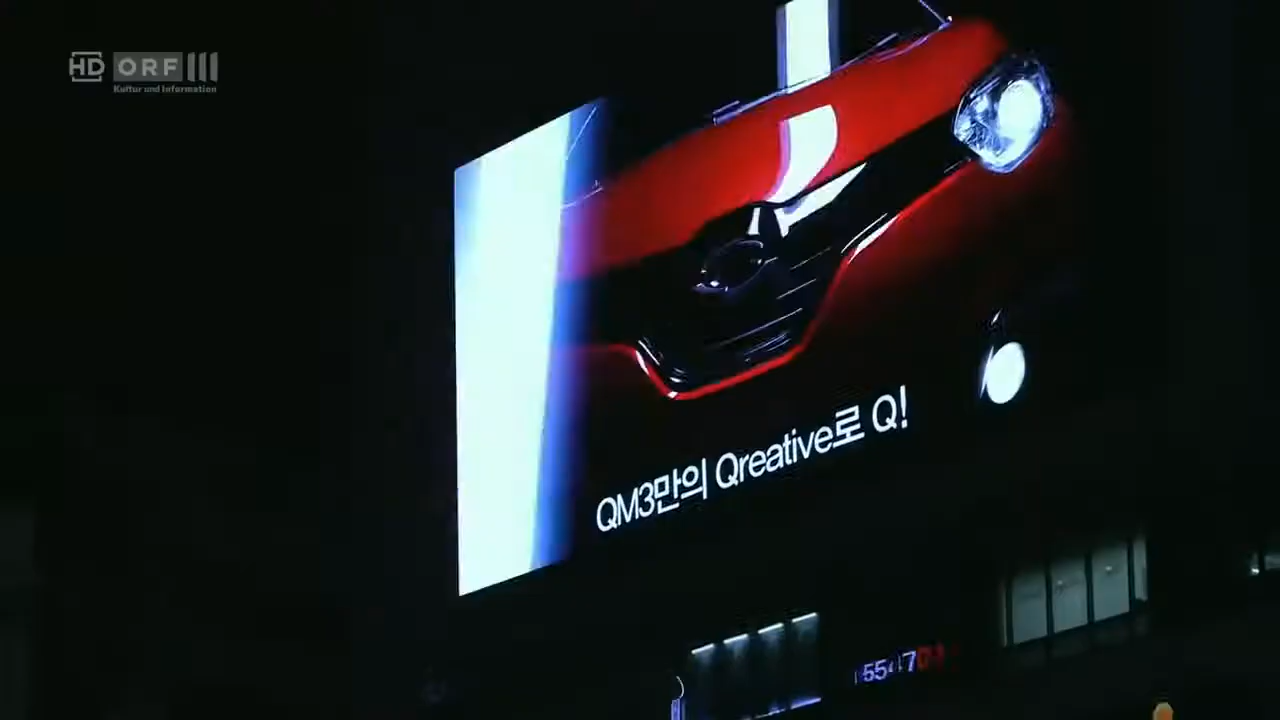 HD ORF III
Kultur und Information
QM3만의 Qreative로 Q!